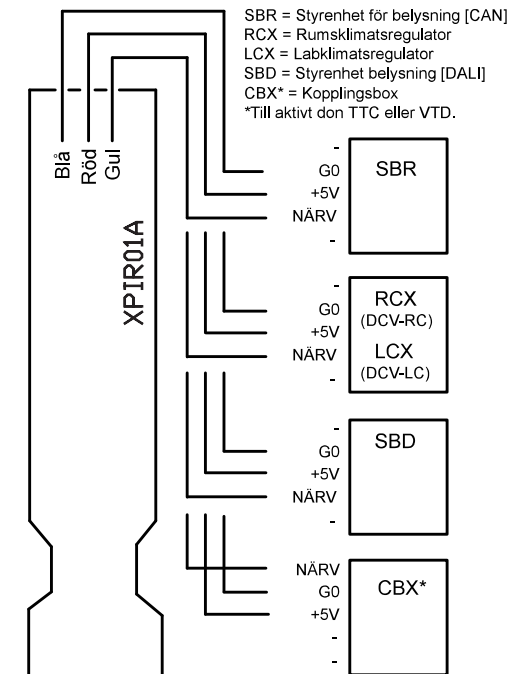 SBR = Styrenhet för belysning [CAN]
RCX = Rumsklimatsregulator
LCX = Labklimatsregulator
SBD = Styrenhet belysning [DALI]
CBX* = Kopplingsbox
*Till aktivt don TTC eller VTD.
Blå
Röd
Gul
XPIR01A
-
G0
+5V
NÄRV
-
SBR
-
G0
+5V
NÄRV
-
RCX
(DCV-RC)
LCX
(DCV-LC)
-
G0
+5V
NÄRV
-
SBD
NÄRV
G0
+5V
-
-
CBX*